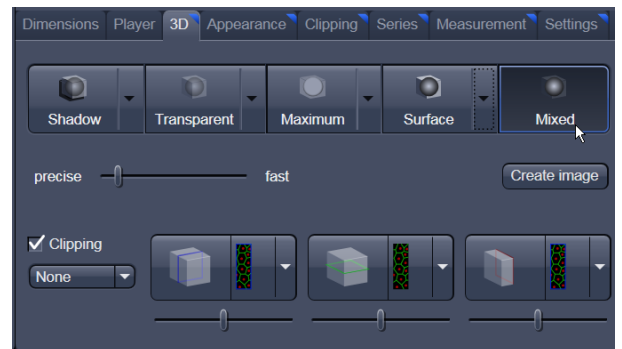 Dimensions Player 3D Appearance Clipping Series Measurement Settings
Shadow Transparent Maximum Surface Mixed
precise fast Create image
Clipping
None